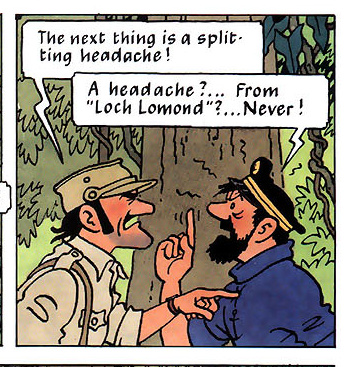 The next thing is a split-
ting headache!
A headache?... From
"Loch Lomond"?...Never!